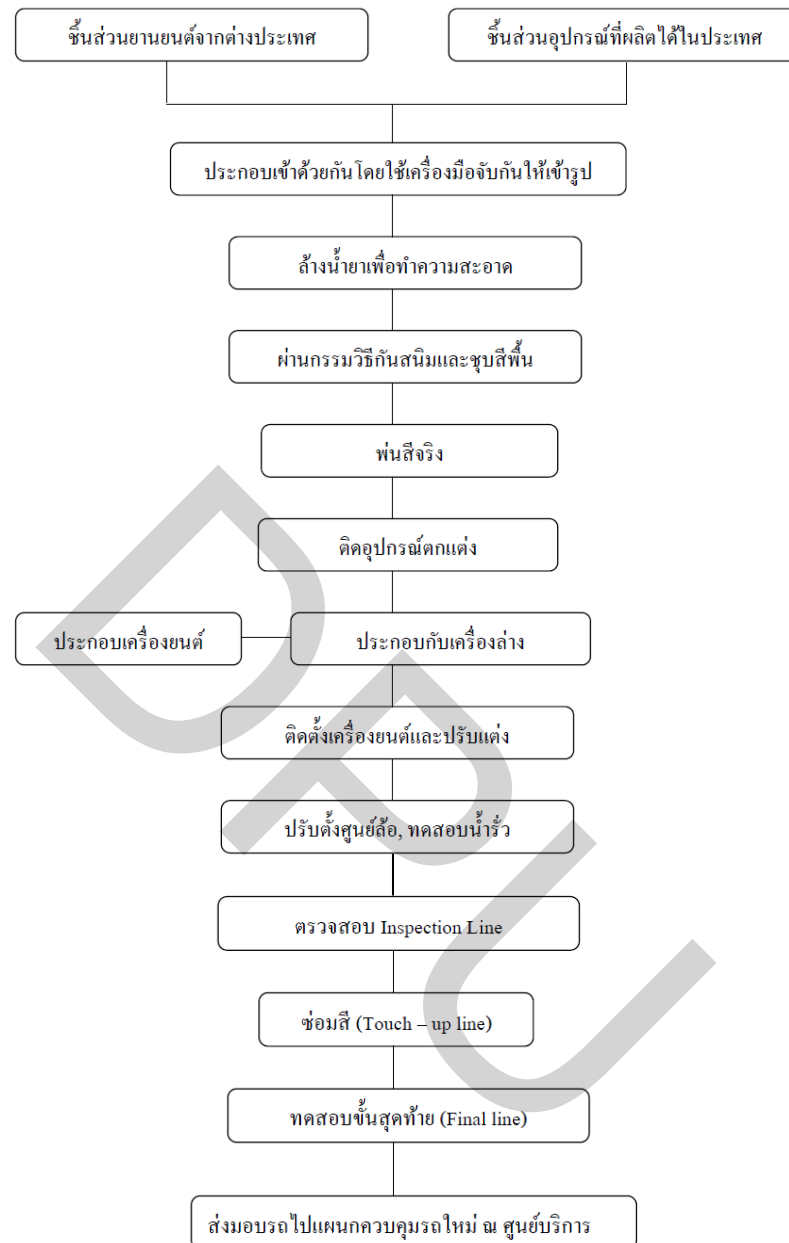 ชิ้นส่วนยานยนต์จากต่างประเทศ
ชิ้นส่วนอุปกรณ์ที่ผลิตได้ในประเทศ
ประกอบเข้าด้วยกันโดยใช้เครื่องมือจับกันให้เข้ารูป
ล้างน้ำยาเพื่อทำความสะอาด
ผ่านกรรมวิธีกันสนิมและชุบสีพื้น
พ่นสีจริง
ติดอุปกรณ์ตกแต่ง
ประกอบเครื่องยนต์
ประกอบกับเครื่องล่าง
ติดตั้งเครื่องยนต์และปรับแต่ง
ปรับตั้งศูนย์ล้อ, ทดสอบน้ำรั่ว
ตรวจสอบ Inspection Line
ซ่อมสี (Touch – up line)
ทดสอบขั้นสุดท้าย (Final line)
ส่งมอบรถไปแผนกควบคุมรถใหม่ ณ ศูนย์บริการ
DPU